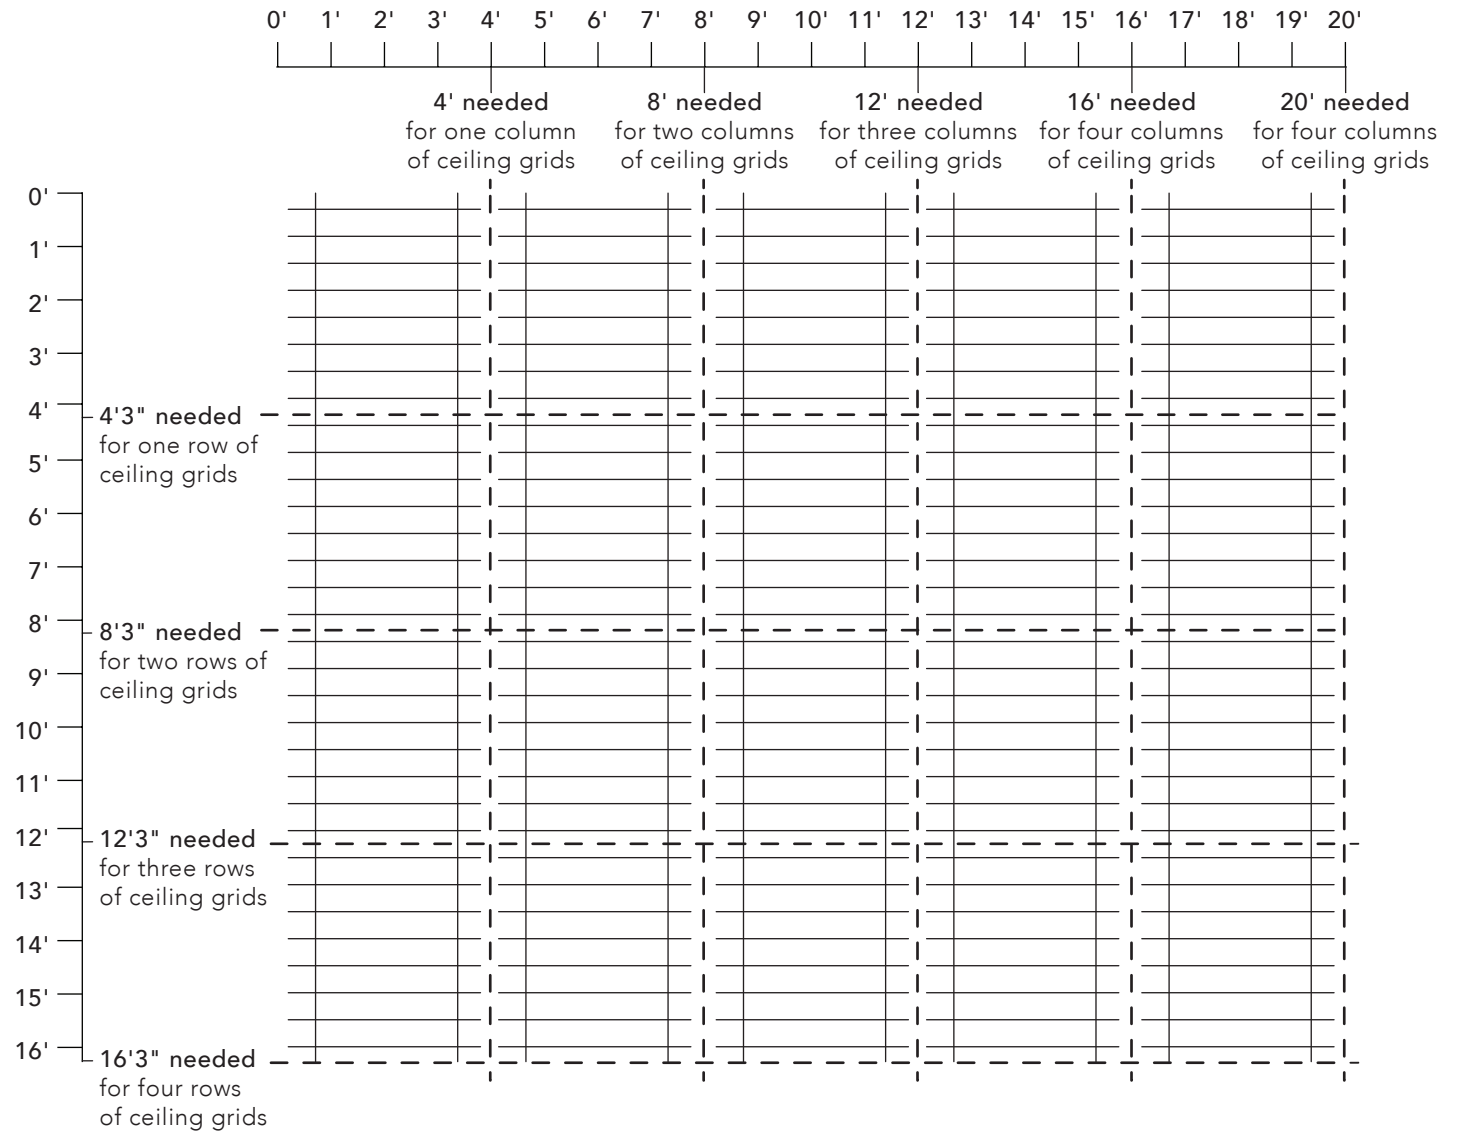 0' 1' 2' 3' 4' 5' 6' 7' 8' 9' 10' 11' 12' 13' 14' 15' 16' 17' 18' 19' 20'
4' needed
for one column
of ceiling grids
8' needed
for two columns
of ceiling grids
12' needed
for three columns
of ceiling grids
16' needed
for four columns
of ceiling grids
20' needed
for four columns
of ceiling grids
0'
1'
2'
3'
4'
4'3" needed
for one row of
ceiling grids
5'
6'
7'
8'
8'3" needed
for two rows of
ceiling grids
9'
10'
11'
12'
12'3" needed
for three rows
of ceiling grids
13'
14'
15'
16'
16'3" needed
for four rows
of ceiling grids